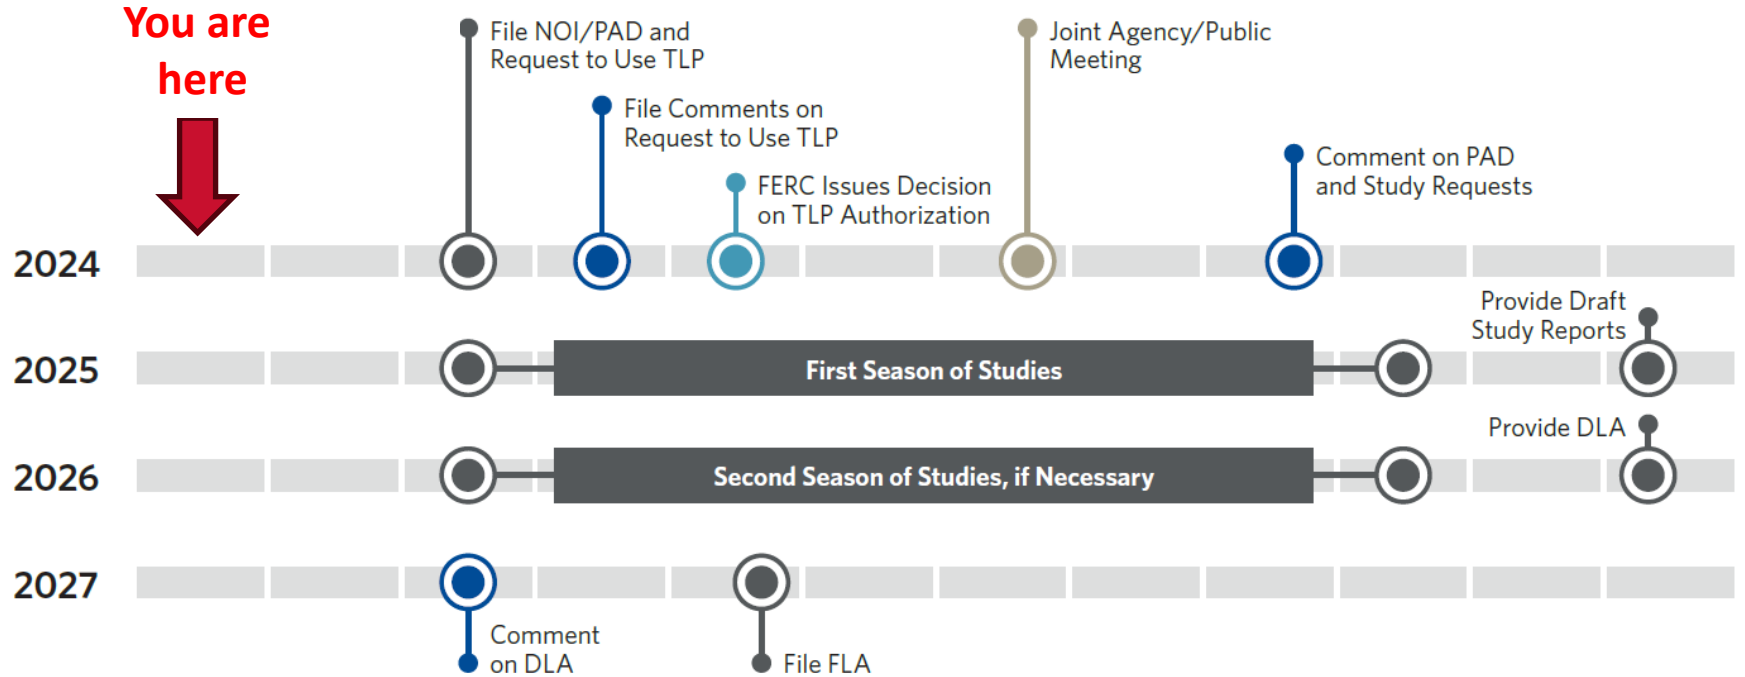 You are
here
File NOI/PAD and
Request to Use TLP
File Comments on
Request to Use TLP
FERC Issues Decision
on TLP Authorization
Joint Agency/Public
Meeting
Comment on PAD
and Study Requests
2024
Provide Draft
Study Reports
2025
First Season of Studies
Provide DLA
2026
Second Season of Studies, if Necessary
2027
Comment
on DLA
File FLA